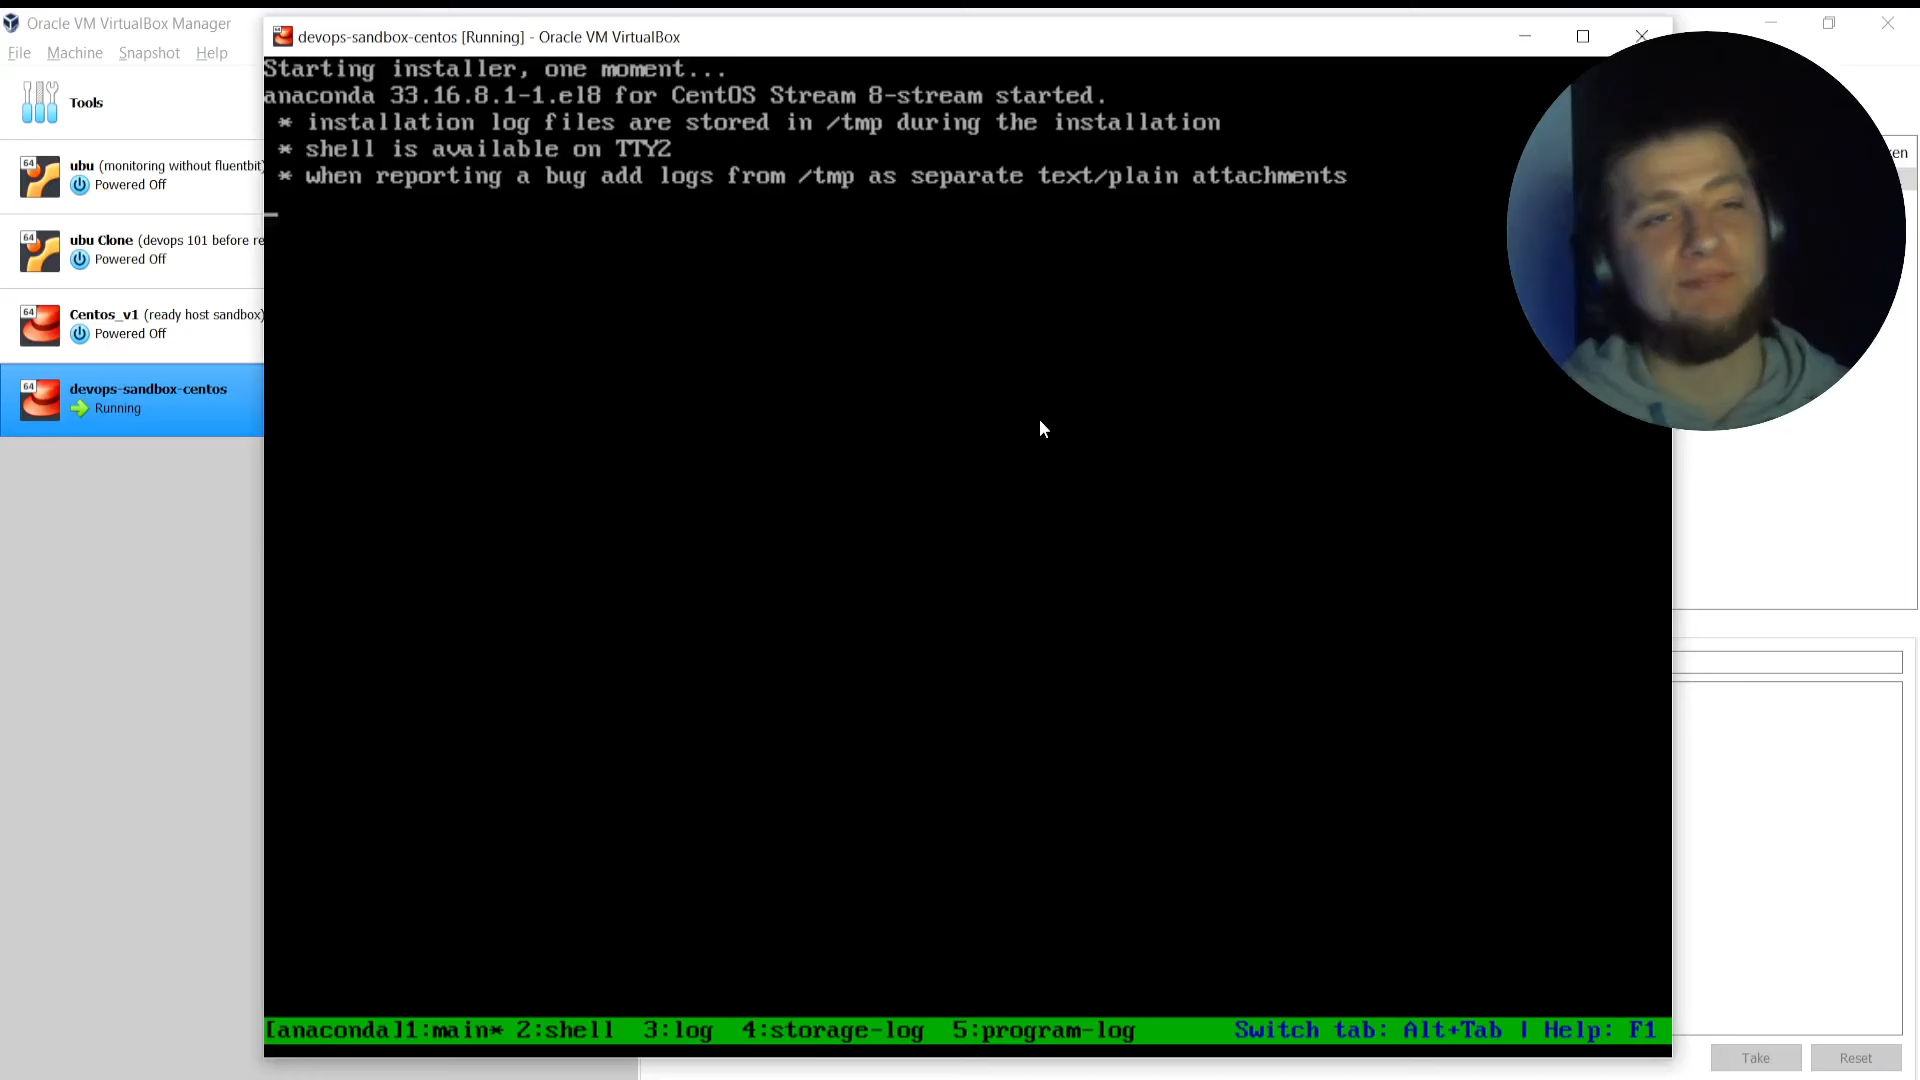 Oracle VM VirtualBox Manager
File Machine Snapshot Help
Tools
64
ubu (monitoring without fluentbit)
Powered Off
64
ubu Clone (devops 101 before re
Powered Off
64
Centos_v1 (ready host sandbox)
Powered Off
64
devops-sandbox-centos
Running
64
devops-sandbox-centos [Running] - Oracle VM VirtualBox
Starting installer, one moment...
anaconda 33.16.8.1-1.el8 for CentOS Stream 8-stream started.
* installation log files are stored in /tmp during the installation
* shell is available on TTY2
* when reporting a bug add logs from /tmp as separate text/plain attachments
[anaconda]1:main* 2:shell 3:log 4:storage-log 5:program-log Switch tab: Alt+Tab | Help: F1
Take Reset